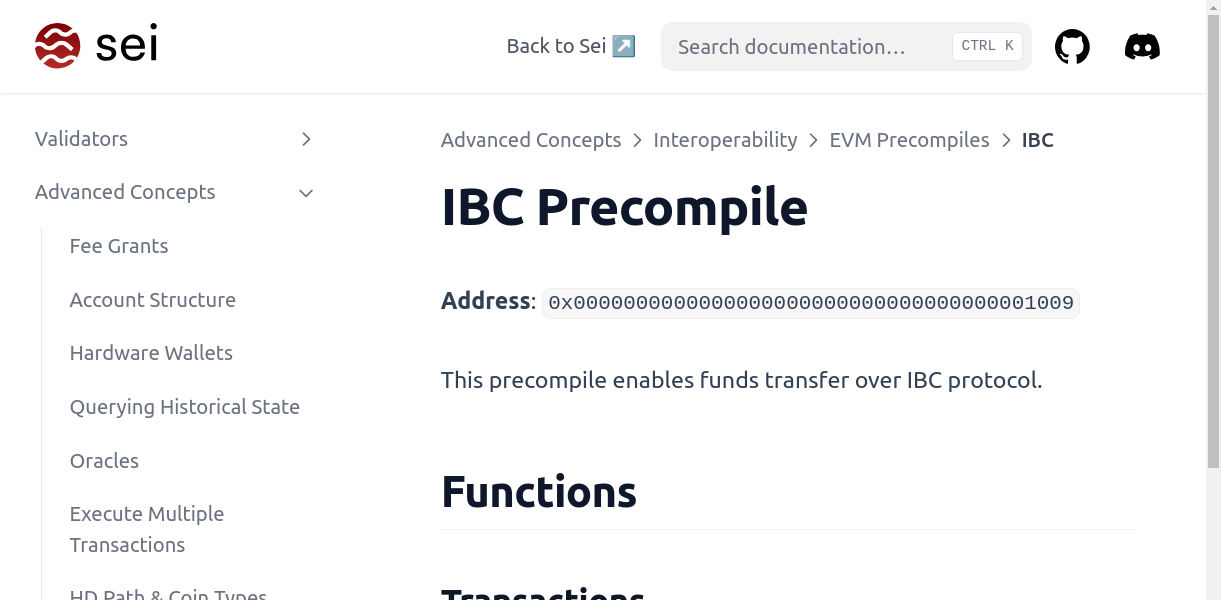 sei
Back to Sei ↗️
Search documentation…
CTRL K
Validators
Advanced Concepts
Fee Grants
Account Structure
Hardware Wallets
Querying Historical State
Oracles
Execute Multiple
Transactions
HD Path & Coin Types
Advanced Concepts > Interoperability > EVM Precompiles > IBC
IBC Precompile
Address: 0x0000000000000000000000000000000000001009
This precompile enables funds transfer over IBC protocol.
Functions
Transactions